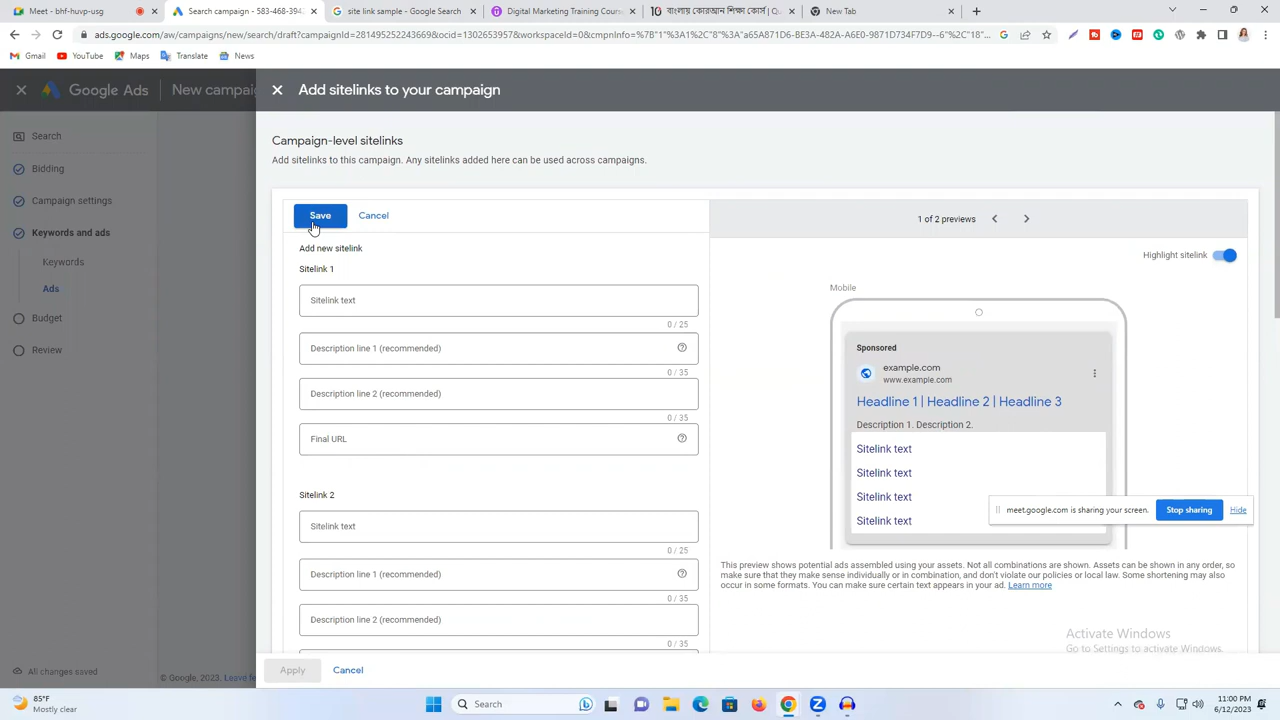 Meet - bhf-huvp-usg
Search campaign - 583-468-394
site link sample - Google Search
Digital Marketing Training Cours
বাংলায় কোরআন শিক্ষা কোর্স | Qu
New Tab
ads.google.com/aw/campaigns/new/search/draft?campaignId=281495252243669&ocid=1302653957&workspaceId=0&cmpnInfo=%7B"1%3A1%2C"8%3A"a65A071D6-BE3A-482A-A6E0-9871D734F7D9--6"%2C"18"...
Gmail
YouTube
Maps
Translate
News
Google Ads
New campai
Add sitelinks to your campaign
Search
Bidding
Campaign settings
Keywords and ads
Keywords
Ads
Budget
Review
All changes saved
© Google, 2023.
Leave fe
Campaign-level sitelinks
Add sitelinks to this campaign. Any sitelinks added here can be used across campaigns.
Save
Cancel
Add new sitelink
Sitelink 1
Sitelink text
0 / 25
Description line 1 (recommended)
0 / 35
Description line 2 (recommended)
0 / 35
Final URL
Sitelink 2
Sitelink text
0 / 25
Description line 1 (recommended)
0 / 35
Description line 2 (recommended)
0 / 35
Apply
Cancel
1 of 2 previews
Highlight sitelink
Mobile
Sponsored
example.com
www.example.com
Headline 1 | Headline 2 | Headline 3
Description 1. Description 2.
Sitelink text
Sitelink text
Sitelink text
Sitelink text
meet.google.com is sharing your screen.
Stop sharing
Hide
This preview shows potential ads assembled using your assets. Not all combinations are shown. Assets can be shown in any order, so
make sure that they make sense individually or in combination, and don't violate our policies or local law. Some shortening may also
occur in some formats. You can make sure certain text appears in your ad. Learn more
Activate Windows
Go to Settings to activate Windows.
85°F
Mostly clear
Search
11:00 PM
6/12/2023